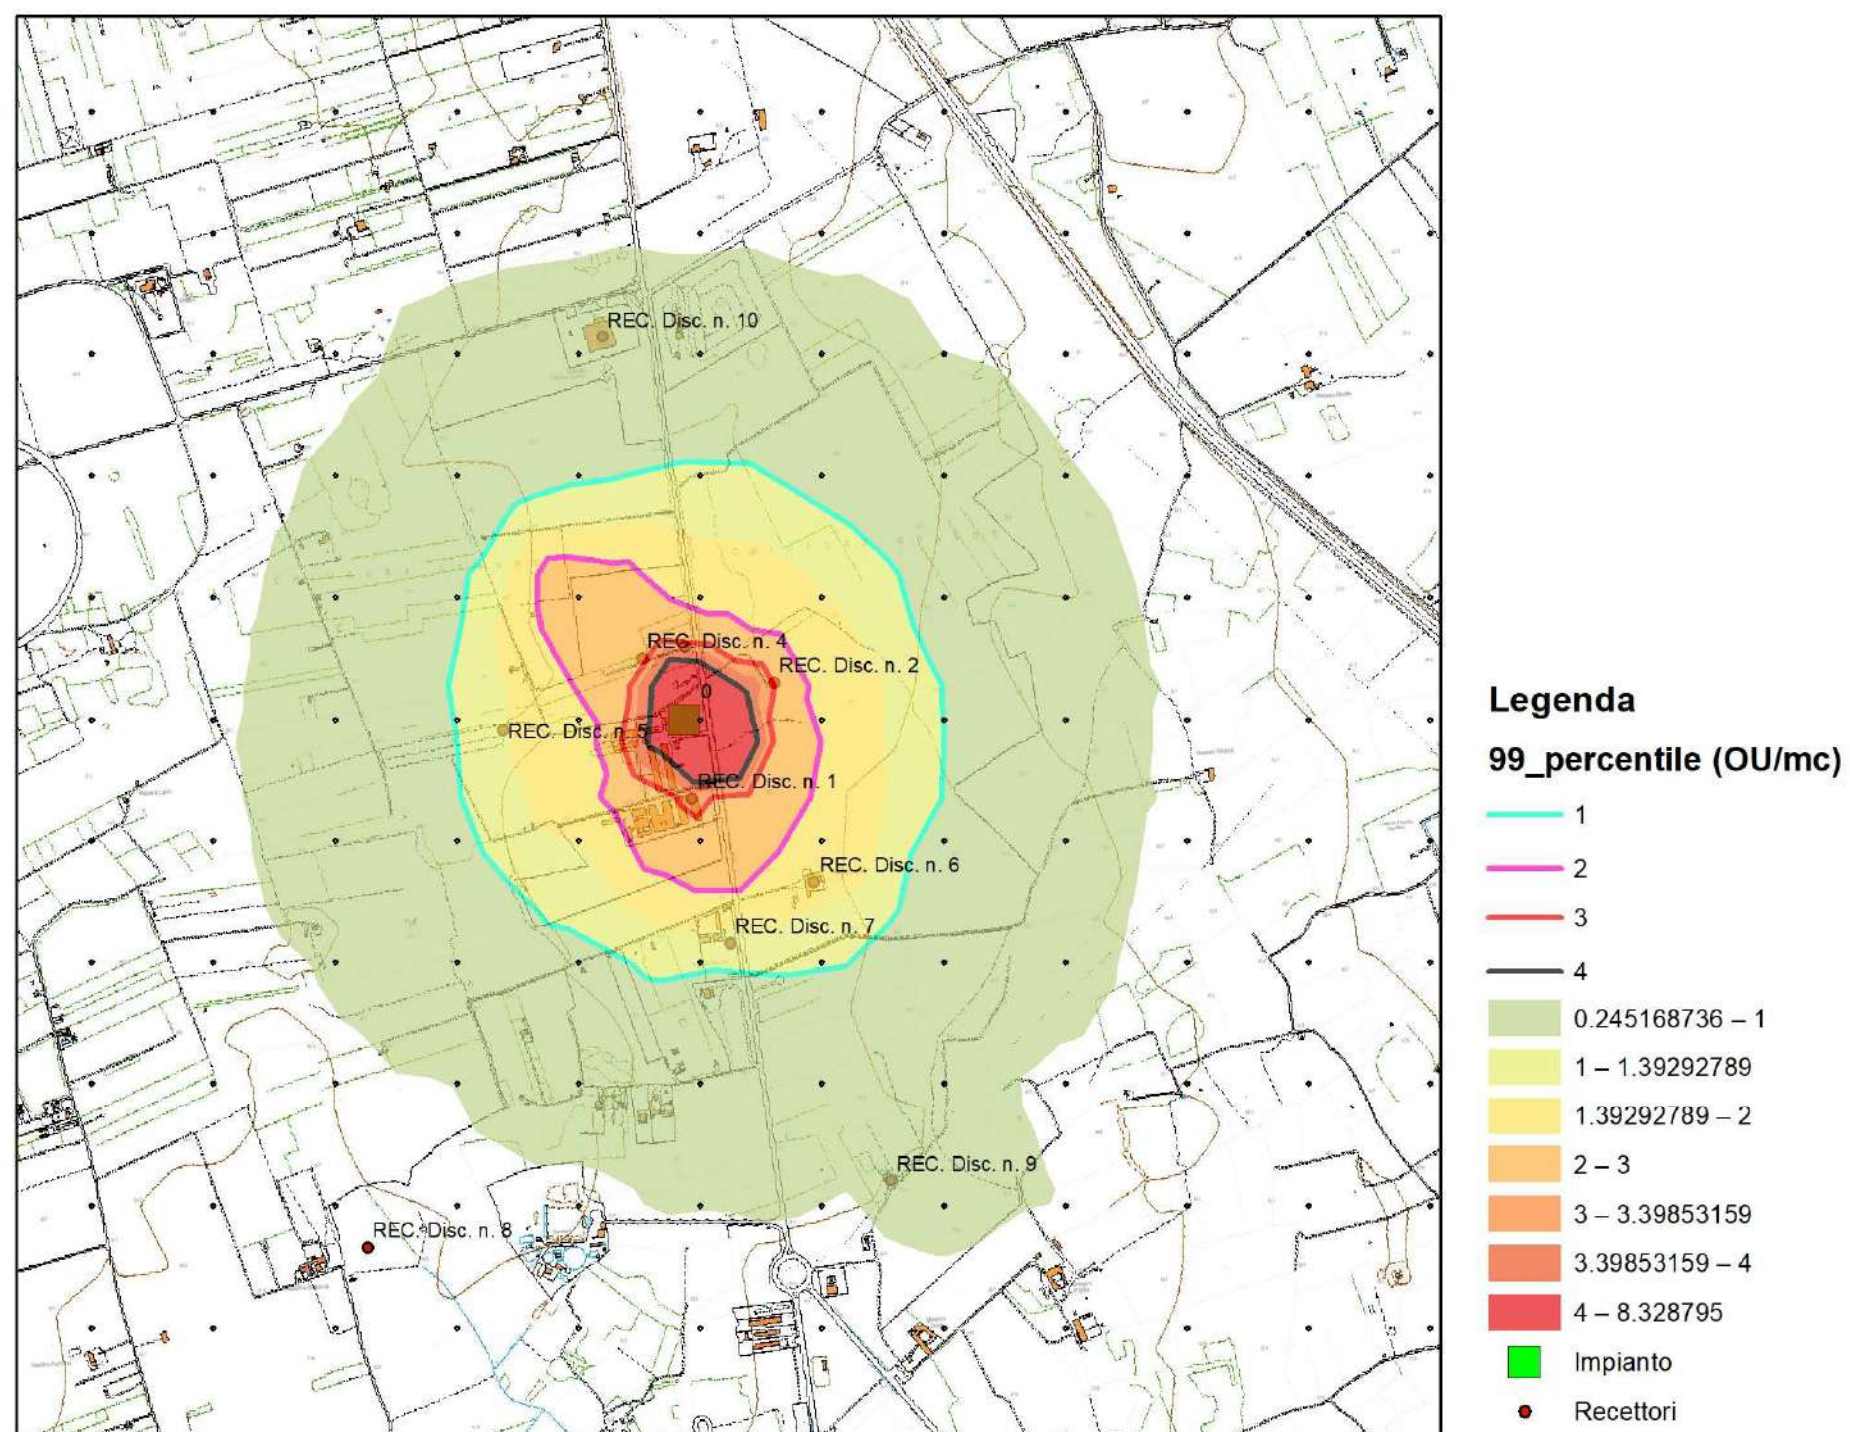 REC. Disc. n. 10
REC. Disc. n. 4
REC. Disc. n. 2
0
REC. Disc. n. 5
REC. Disc. n. 1
REC. Disc. n. 6
REC. Disc. n. 7
REC. Disc. n. 9
REC. Disc. n. 8
Legenda
99_percentile (OU/mc)
1
2
3
4
0.245168736 – 1
1 – 1.39292789
1.39292789 – 2
2 – 3
3 – 3.39853159
3.39853159 – 4
4 – 8.328795
Impianto
Recettori